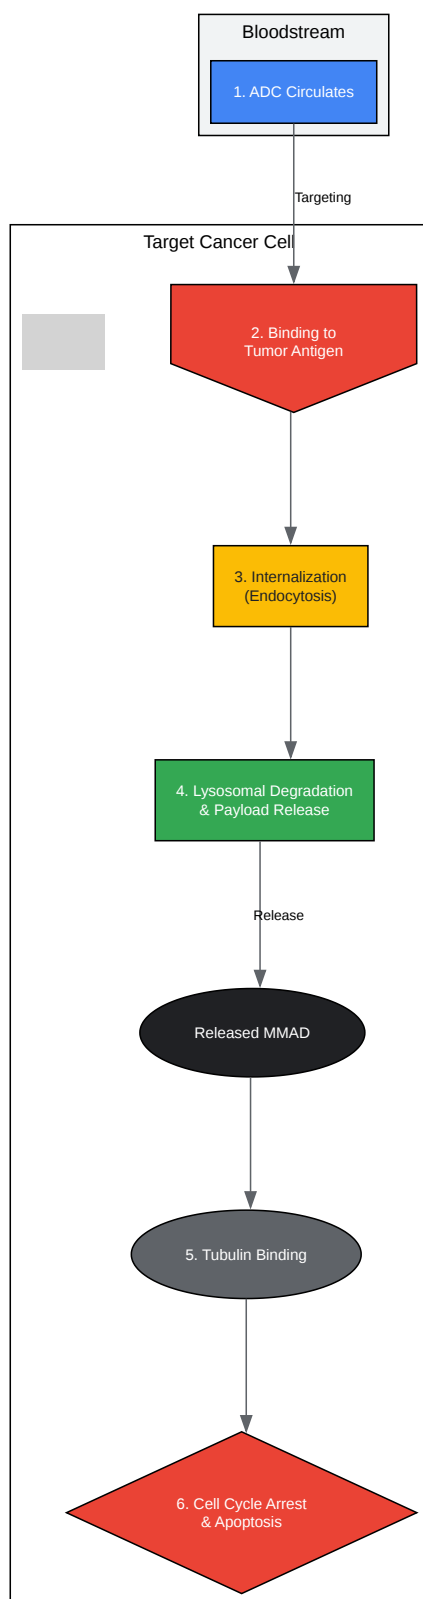 Bloodstream
1. ADC Circulates
Targeting
Target Cancer Cell
2. Binding to
Tumor Antigen
3. Internalization
(Endocytosis)
4. Lysosomal Degradation
& Payload Release
Release
Released MMAD
5. Tubulin Binding
6. Cell Cycle Arrest
& Apoptosis